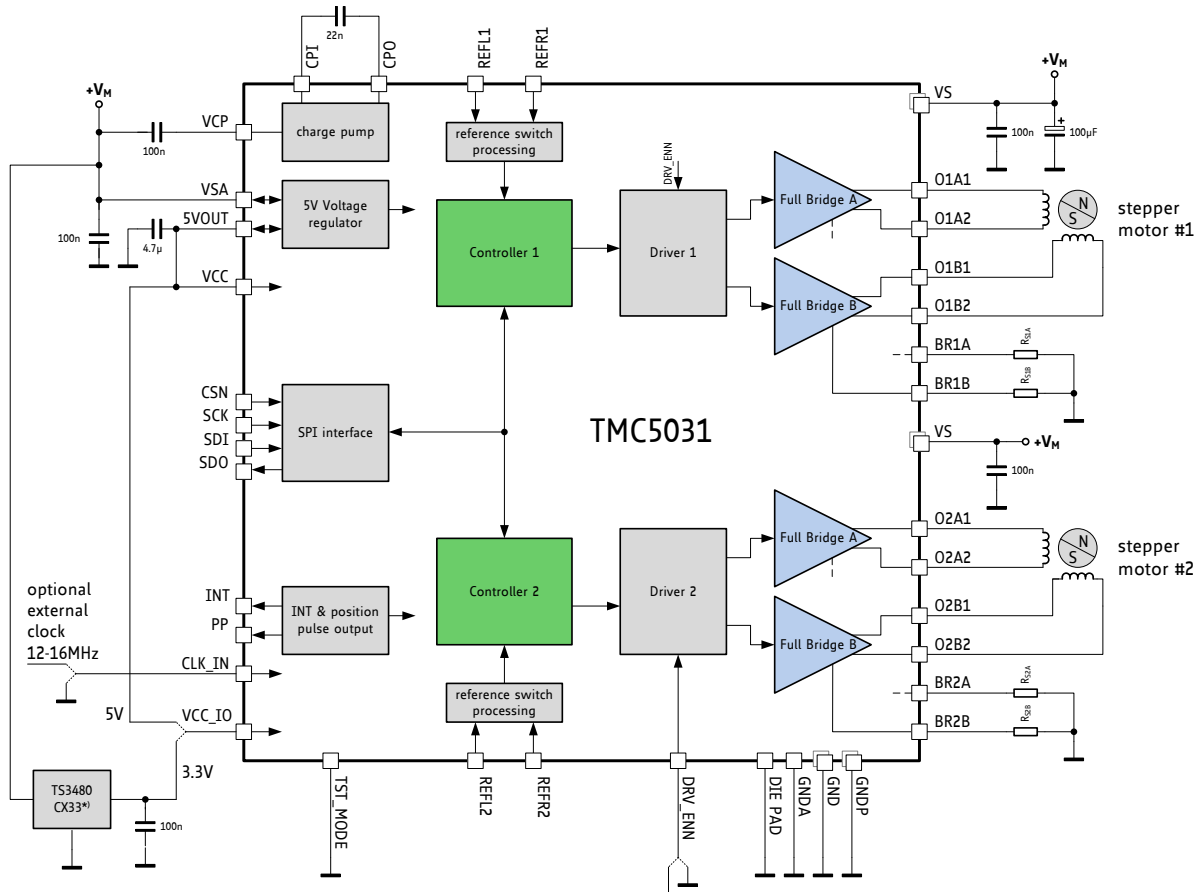 CPI
22n
CPO
REFL1
REFR1
+VM
VCP
100n
charge pump
reference switch
processing
VS
+VM
100n
+
100µF
VSA
5VOUT
5V Voltage
regulator
100n
4.7µ
VCC
Controller 1
DRV_ENN
Driver 1
Full Bridge A
Full Bridge B
O1A1
O1A2
O1B1
O1B2
N
S
stepper
motor #1
BR1A
RS1A
BR1B
RS1B
CSN
SCK
SDI
SDO
SPI interface
TMC5031
VS
+VM
100n
Controller 2
Driver 2
Full Bridge A
Full Bridge B
O2A1
O2A2
O2B1
O2B2
N
S
stepper
motor #2
BR2A
RS2A
BR2B
RS2B
optional
external
clock
12-16MHz
INT
PP
INT & position
pulse output
CLK_IN
reference switch
processing
5V
VCC_IO
3.3V
TS3480
CX33*)
100n
TST_MODE
REFL2
REFR2
DRV_ENN
DIE PAD
GNDA
GND
GNDP